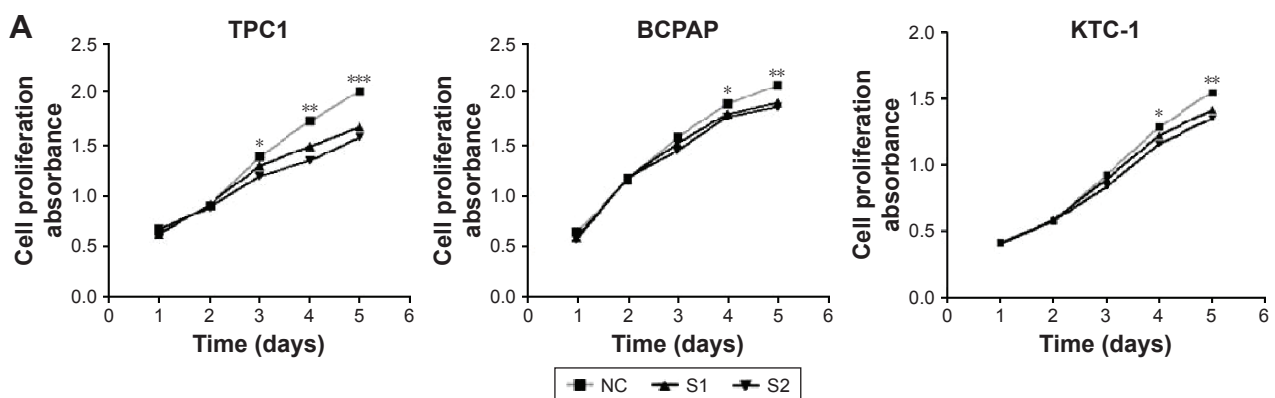 A
TPC1
Cell proliferation
absorbance
2.5
2.0
1.5
1.0
0.5
0.0
*
**
***
0 1 2 3 4 5 6
Time (days)
BCPAP
Cell proliferation
absorbance
2.5
2.0
1.5
1.0
0.5
0.0
*
**
0 1 2 3 4 5 6
Time (days)
KTC-1
Cell proliferation
absorbance
2.0
1.5
1.0
0.5
0.0
*
**
0 1 2 3 4 5 6
Time (days)
NC S1 S2